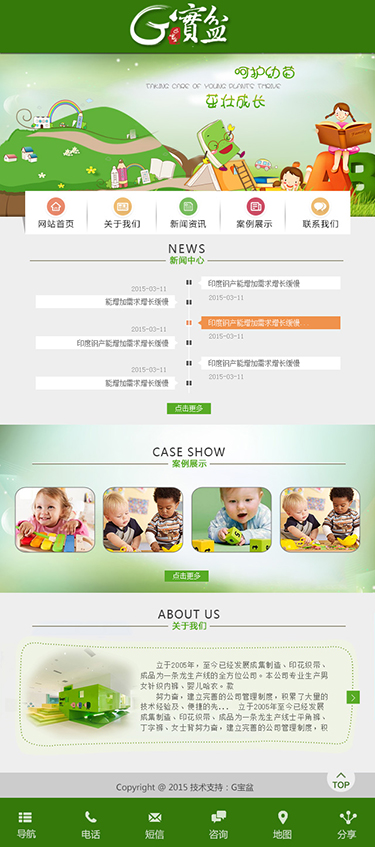 G寶盆
呵护幼苗
TAKING CARE OF YOUNG PLANTS THRIVE
茁壮成长
网站首页
关于我们
新闻资讯
案例展示
联系我们
NEWS
新闻中心
印度识产能增加需求增长缓慢
2015-03-11
2015-03-11
能增加需求增长缓慢
印度识产能增加需求增长缓慢...
2015-03-11
2015-03-11
印度识产能增加需求增长缓慢
印度识产能增加需求增长缓慢
2015-03-11
2015-03-11
能增加需求增长缓慢
点击更多
CASE SHOW
案例展示
点击更多
ABOUT US
关于我们
立于2005年，至今已经发展成集制造、印花织带、
成品为一条龙生产线的全方位公司。本公司专业生产男
女针织内裤、婴儿哈衣。款
努力奋，建立完善的公司管理制度，积累了大量的
技术经验及、便捷的先... 立于2005年至今已经发展
成集制造、印花织带、成品为一条龙生产线士平角裤、
丁字裤、女士背努力奋，建立完善的公司管理制度，积
Copyright @ 2015 技术支持：G宝盆
TOP
导航
电话
短信
咨询
地图
分享